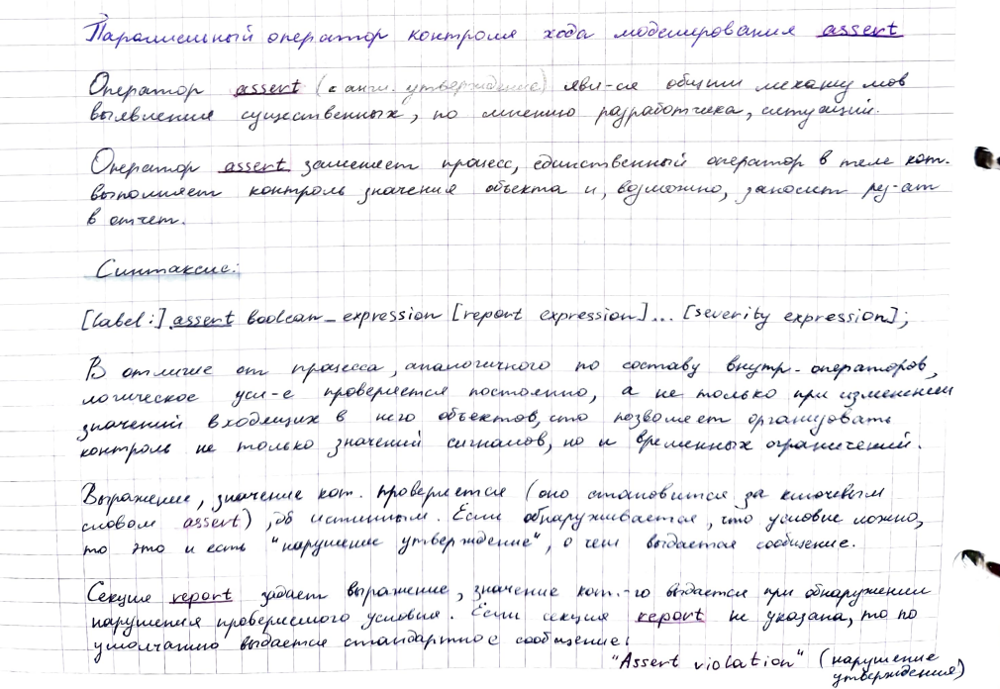 Параллельный оператор контроля хода моделирования assert
Оператор assert (с англ. утверждение) явл-ся общим механизмов
выявления существенных, по мнению разработчика, ситуаций.
Оператор assert заменяет процесс, единственный оператор в теле кот.
выполняет контроль значения объекта и, возможно, заносит рез-ат
в отчет.
Синтаксис:
[label:] assert boolean_expression [report expression]... [severity expression];
В отличие от процесса, аналогичного по составу внутр. операторов,
логическое усл-е проверяется постоянно, а не только при изменении
значений входящих в него объектов, что позволяет организовать
контроль не только значений сигналов, но и временных ограничений.
Выражение, значение кот. проверяется (оно становится за ключевым
словом assert), об истинным. Если обнаруживается, что условие ложно,
то это и есть "нарушение утверждение", о чем выдается сообщение.
Секция report задает выражение, значение кот.-го выдается при обнаружении
нарушения проверяемого условия. Если секция report не указана, то по
умолчанию выдается стандартное сообщение:
"Assert violation" (нарушение
утверждения)